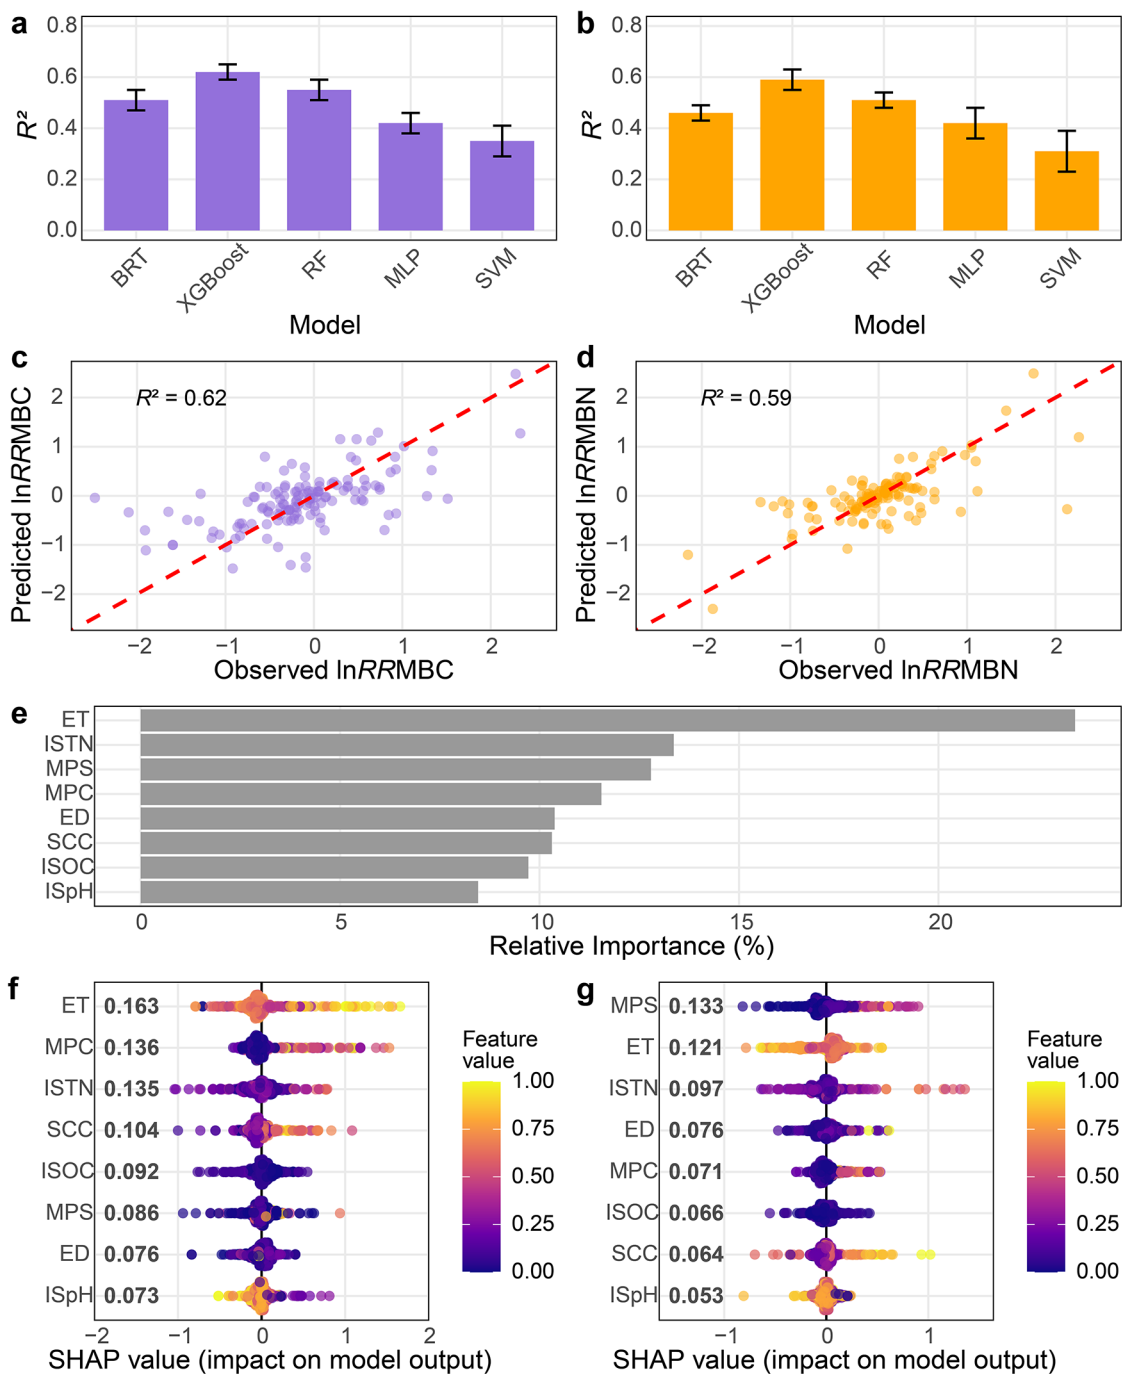 a
0.8
0.6
0.4
0.2
0.0
R²
BRT
XGBoost
RF
MLP
SVM
Model
b
0.8
0.6
0.4
0.2
0.0
R²
BRT
XGBoost
RF
MLP
SVM
Model
c
R² = 0.62
2
1
0
−1
−2
Predicted lnRRMBC
−2
−1
0
1
2
Observed lnRRMBC
d
R² = 0.59
2
1
0
−1
−2
Predicted lnRRMBN
−2
−1
0
1
2
Observed lnRRMBN
e
ET
ISTN
MPS
MPC
ED
SCC
ISOC
ISpH
0
5
10
15
20
Relative Importance (%)
f
ET 0.163
MPC 0.136
ISTN 0.135
SCC 0.104
ISOC 0.092
MPS 0.086
ED 0.076
ISpH 0.073
−2
−1
0
1
2
SHAP value (impact on model output)
Feature
value
1.00
0.75
0.50
0.25
0.00
g
MPS 0.133
ET 0.121
ISTN 0.097
ED 0.076
MPC 0.071
ISOC 0.066
SCC 0.064
ISpH 0.053
−1
0
1
SHAP value (impact on model output)
Feature
value
1.00
0.75
0.50
0.25
0.00